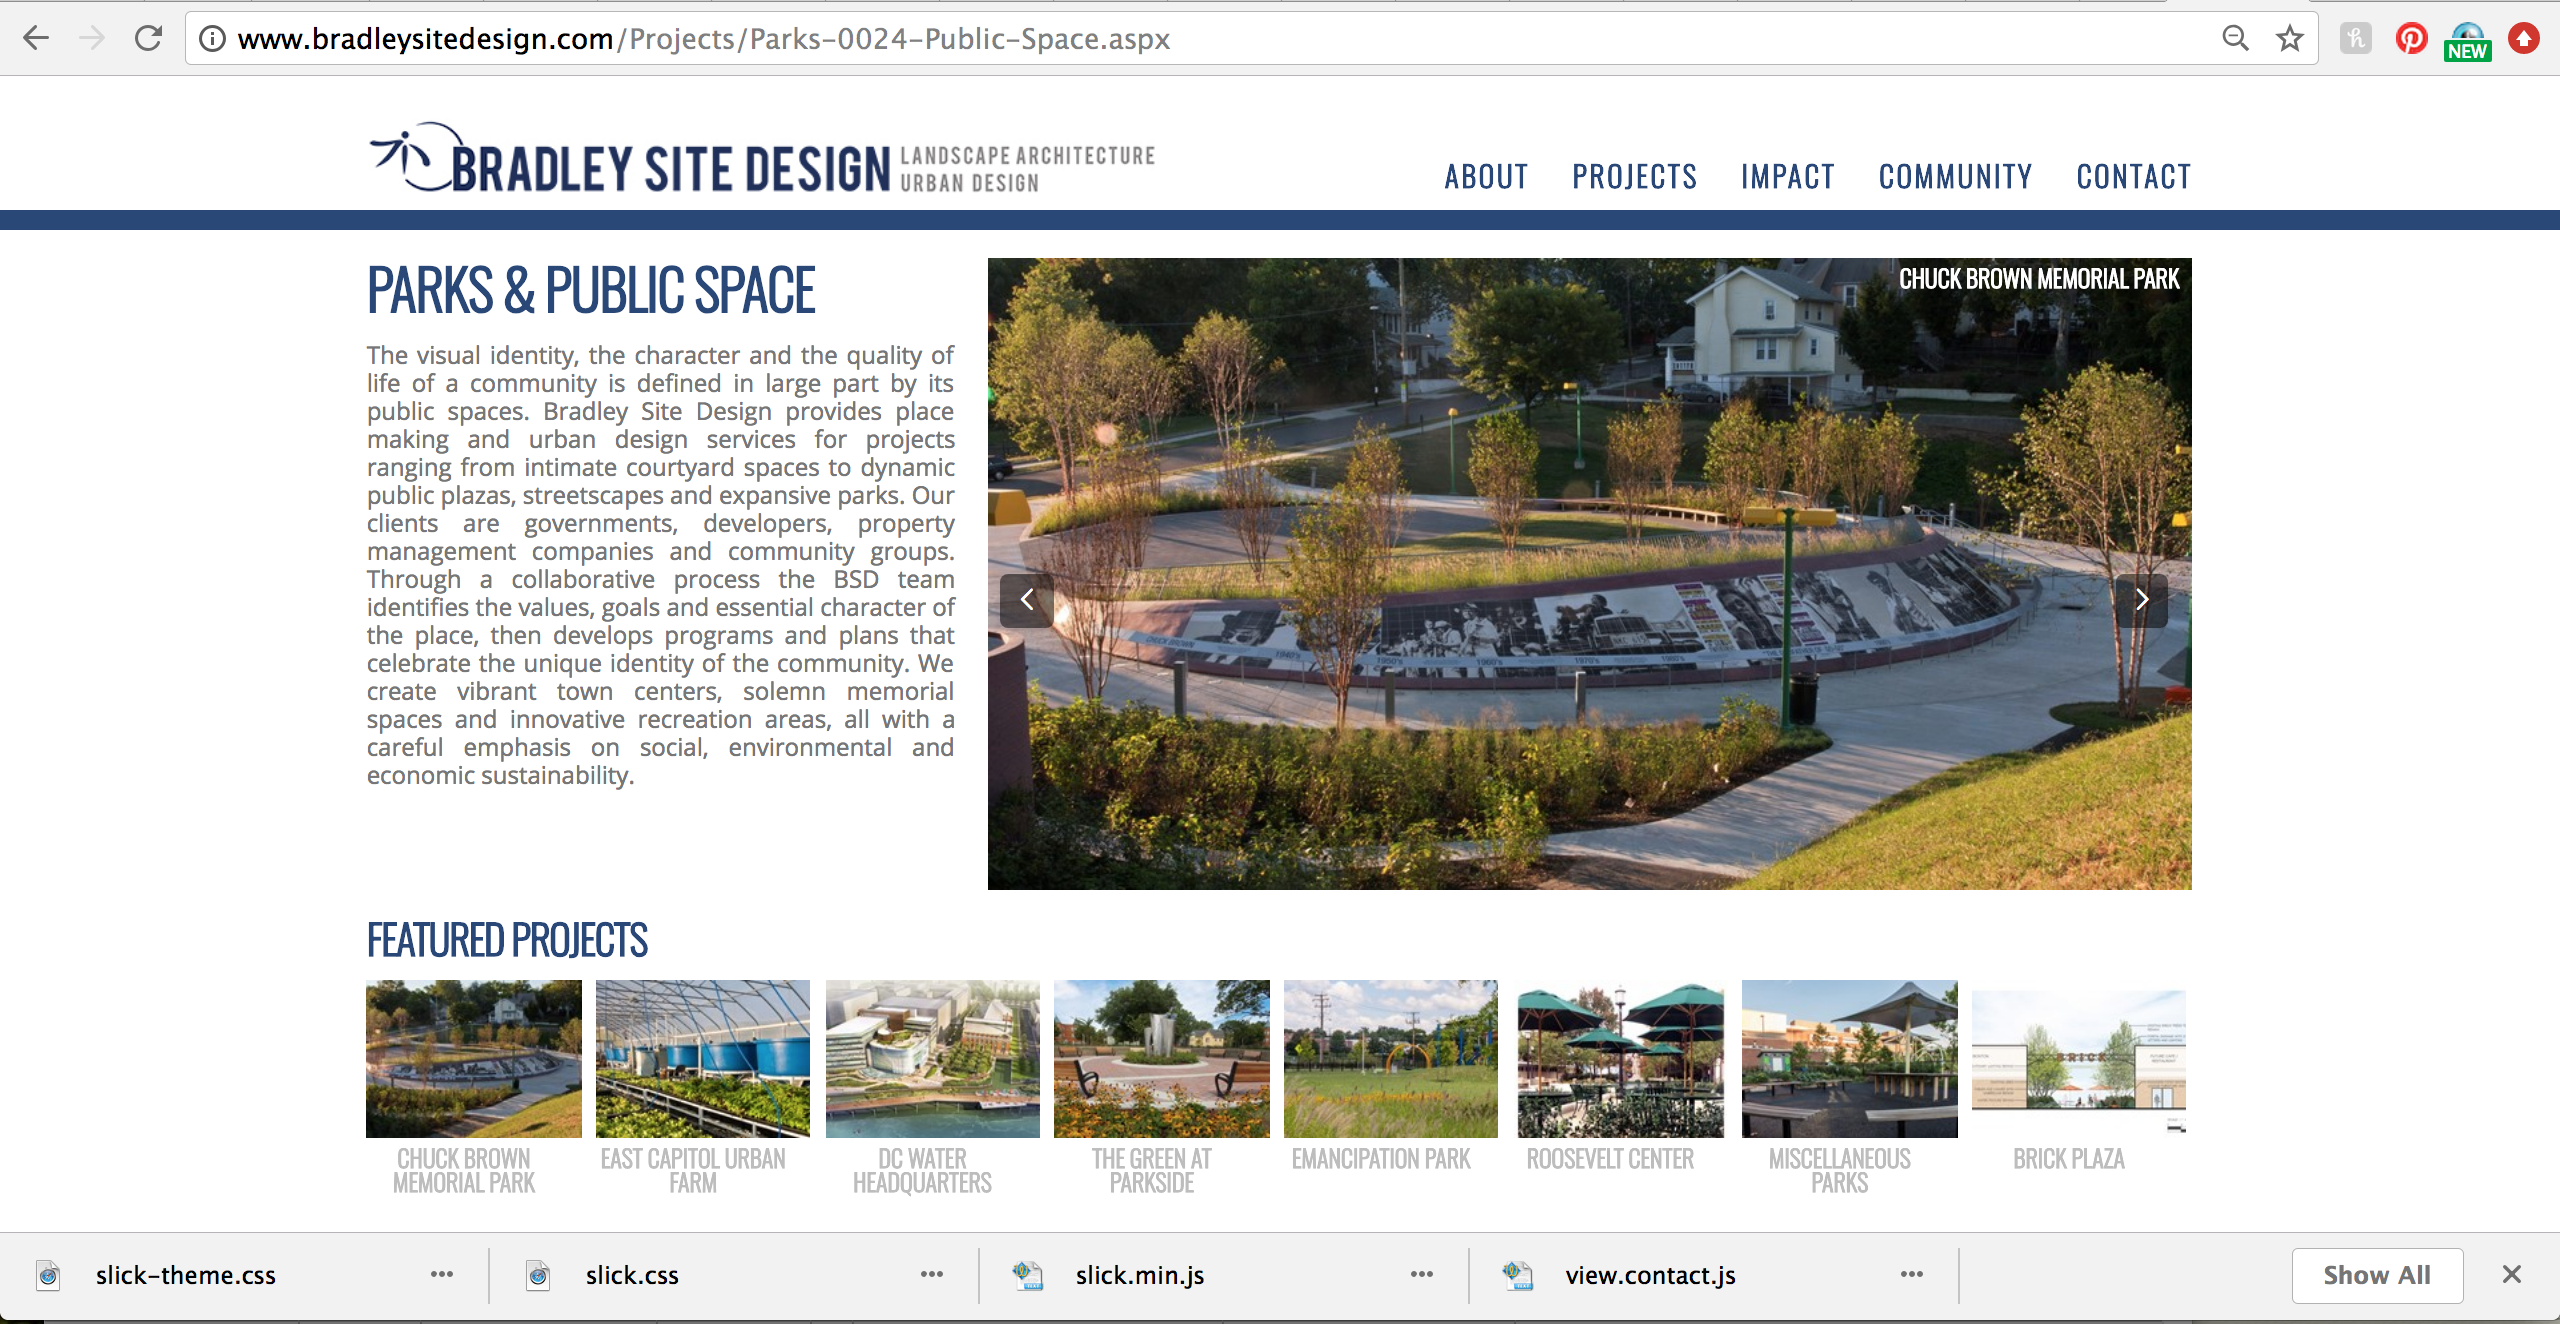 www.bradleysitedesign.com/Projects/Parks-0024-Public-Space.aspx
NEW
BRADLEY SITE DESIGN
LANDSCAPE ARCHITECTURE
URBAN DESIGN
ABOUT PROJECTS IMPACT COMMUNITY CONTACT
PARKS & PUBLIC SPACE
The visual identity, the character and the quality of
life of a community is defined in large part by its
public spaces. Bradley Site Design provides place
making and urban design services for projects
ranging from intimate courtyard spaces to dynamic
public plazas, streetscapes and expansive parks. Our
clients are governments, developers, property
management companies and community groups.
Through a collaborative process the BSD team
identifies the values, goals and essential character of
the place, then develops programs and plans that
celebrate the unique identity of the community. We
create vibrant town centers, solemn memorial
spaces and innovative recreation areas, all with a
careful emphasis on social, environmental and
economic sustainability.
CHUCK BROWN MEMORIAL PARK
CHUCK BROWN
1940's
1950's
1960's
1970's
FEATURED PROJECTS
BRICK
CHUCK BROWN
MEMORIAL PARK
EAST CAPITOL URBAN
FARM
DC WATER
HEADQUARTERS
THE GREEN AT
PARKSIDE
EMANCIPATION PARK
ROOSEVELT CENTER
MISCELLANEOUS
PARKS
BRICK PLAZA
slick-theme.css
slick.css
slick.min.js
view.contact.js
Show All